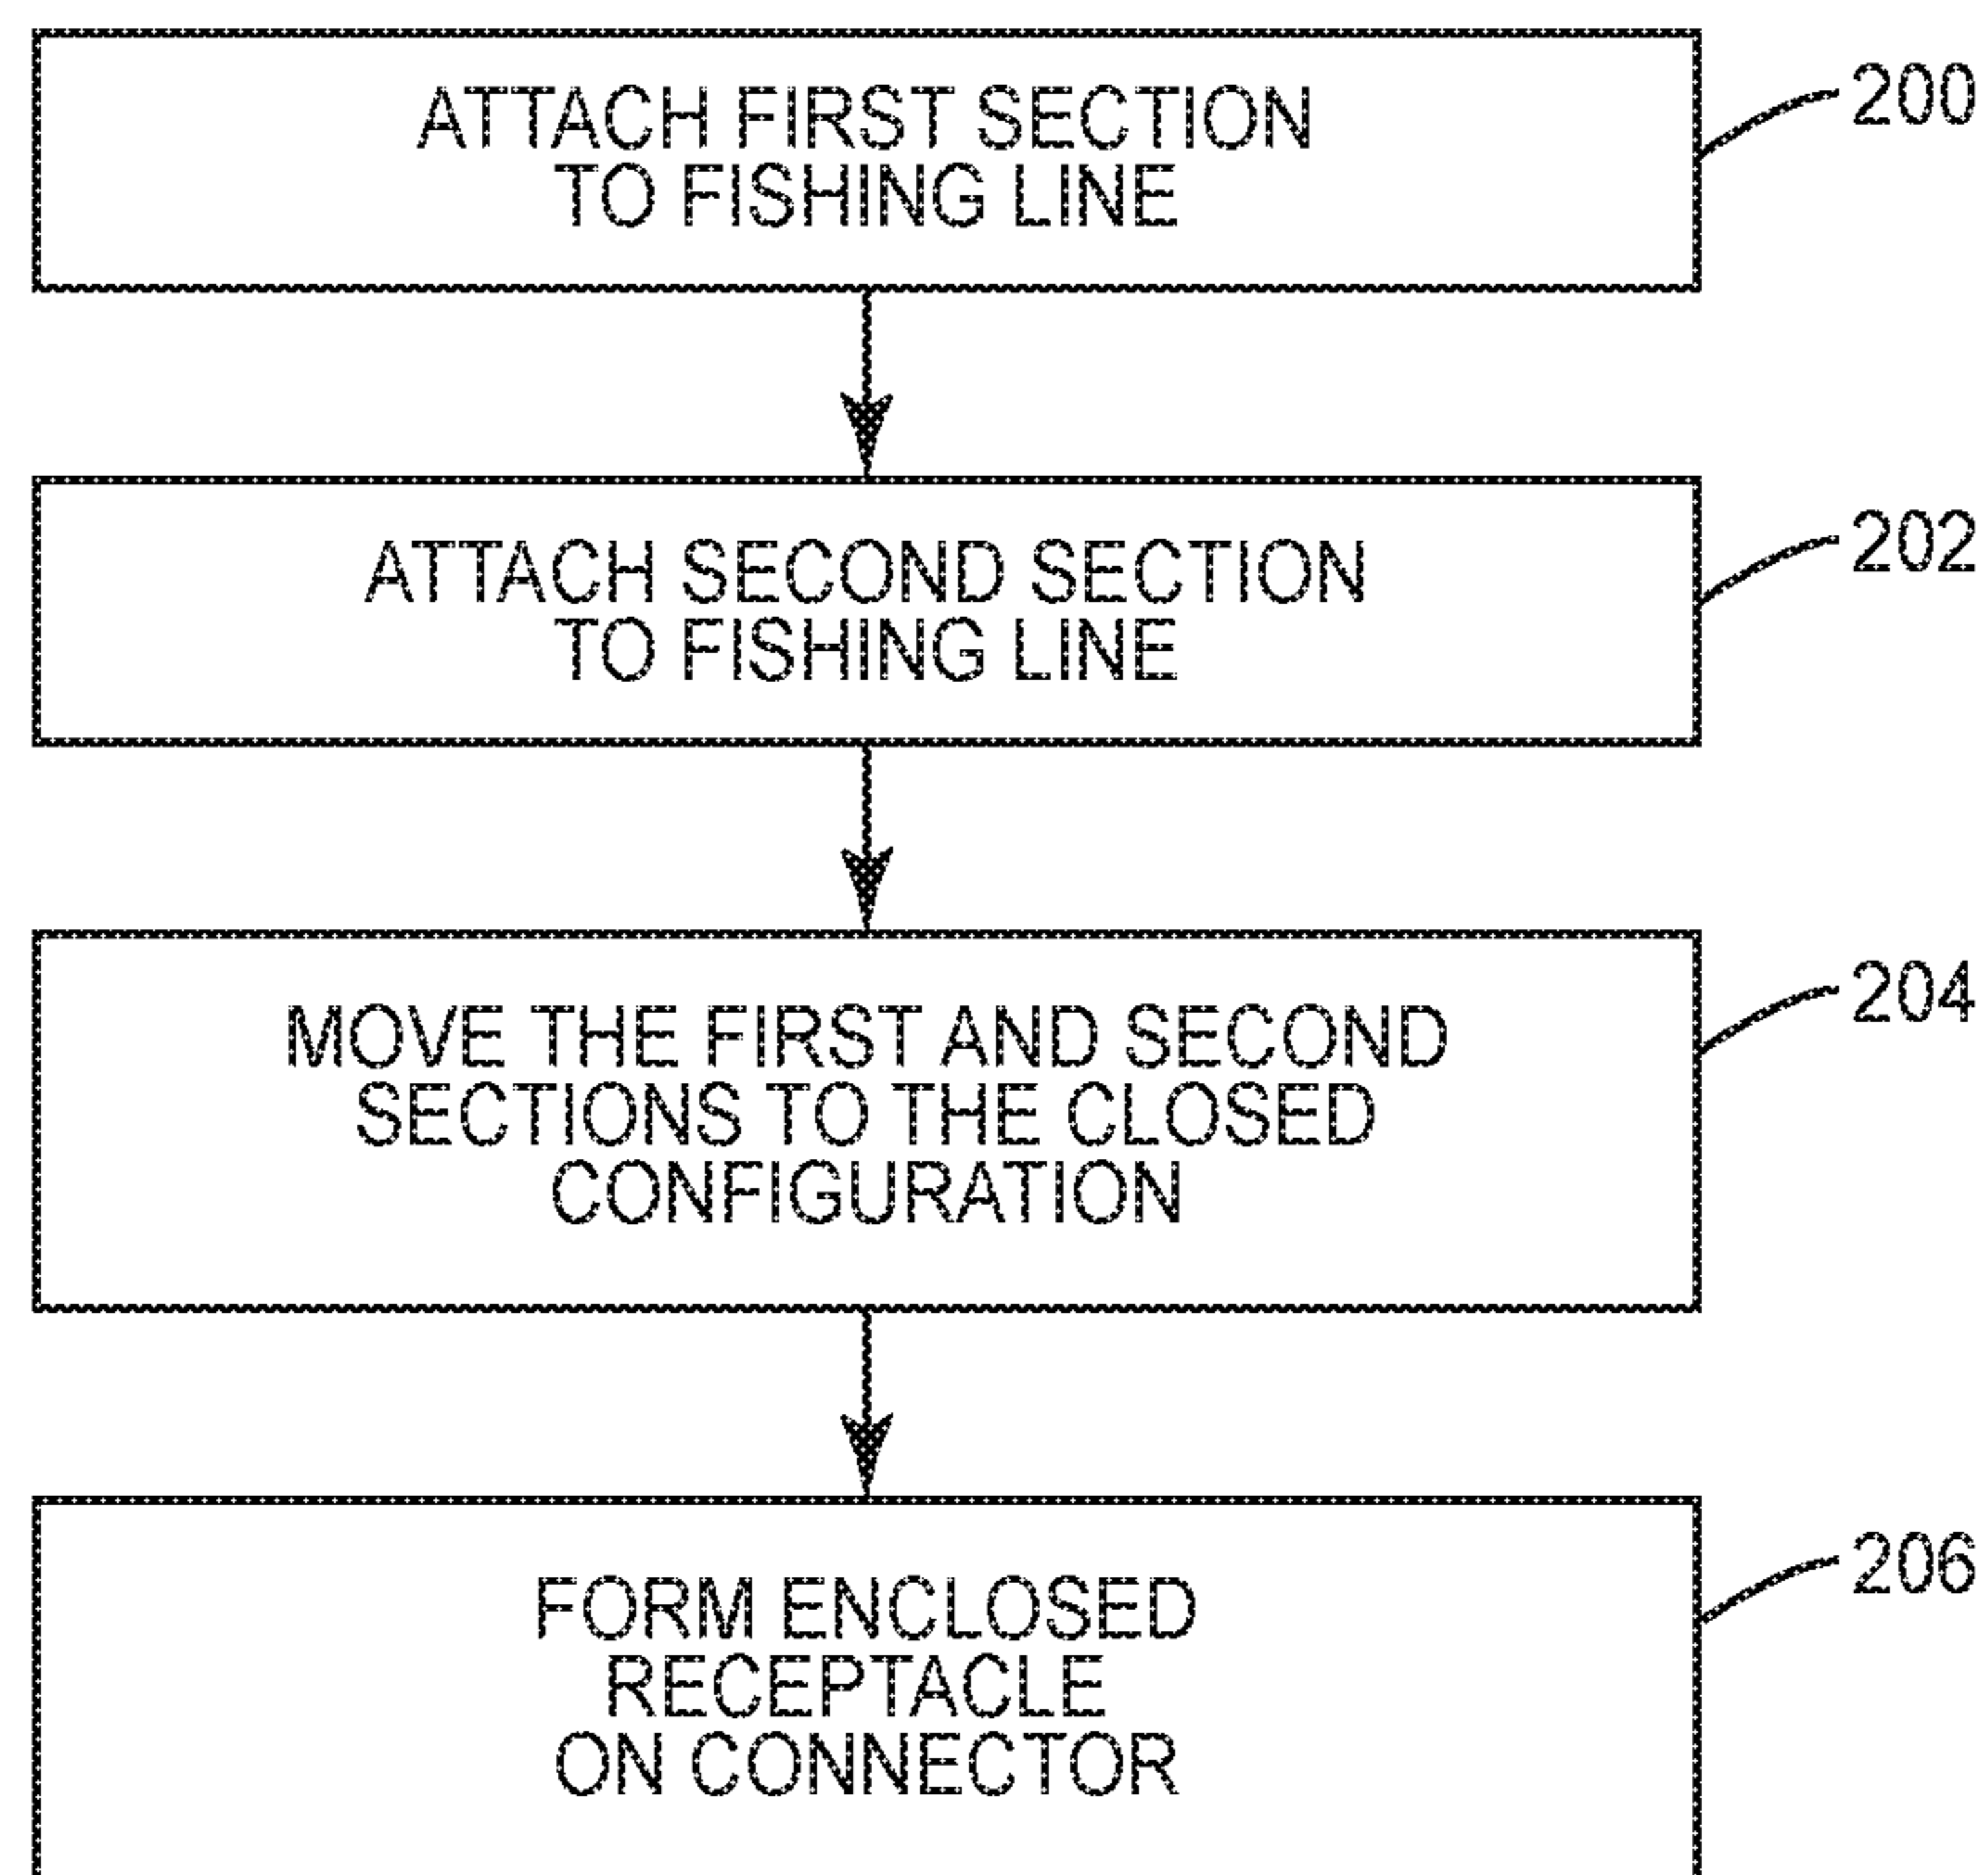 ATTACH FIRST SECTION
TO FISHING LINE
200
ATTACH SECOND SECTION
TO FISHING LINE
202
MOVE THE FIRST AND SECOND
SECTIONS TO THE CLOSED
CONFIGURATION
204
FORM ENCLOSED
RECEPTACLE
ON CONNECTOR
206